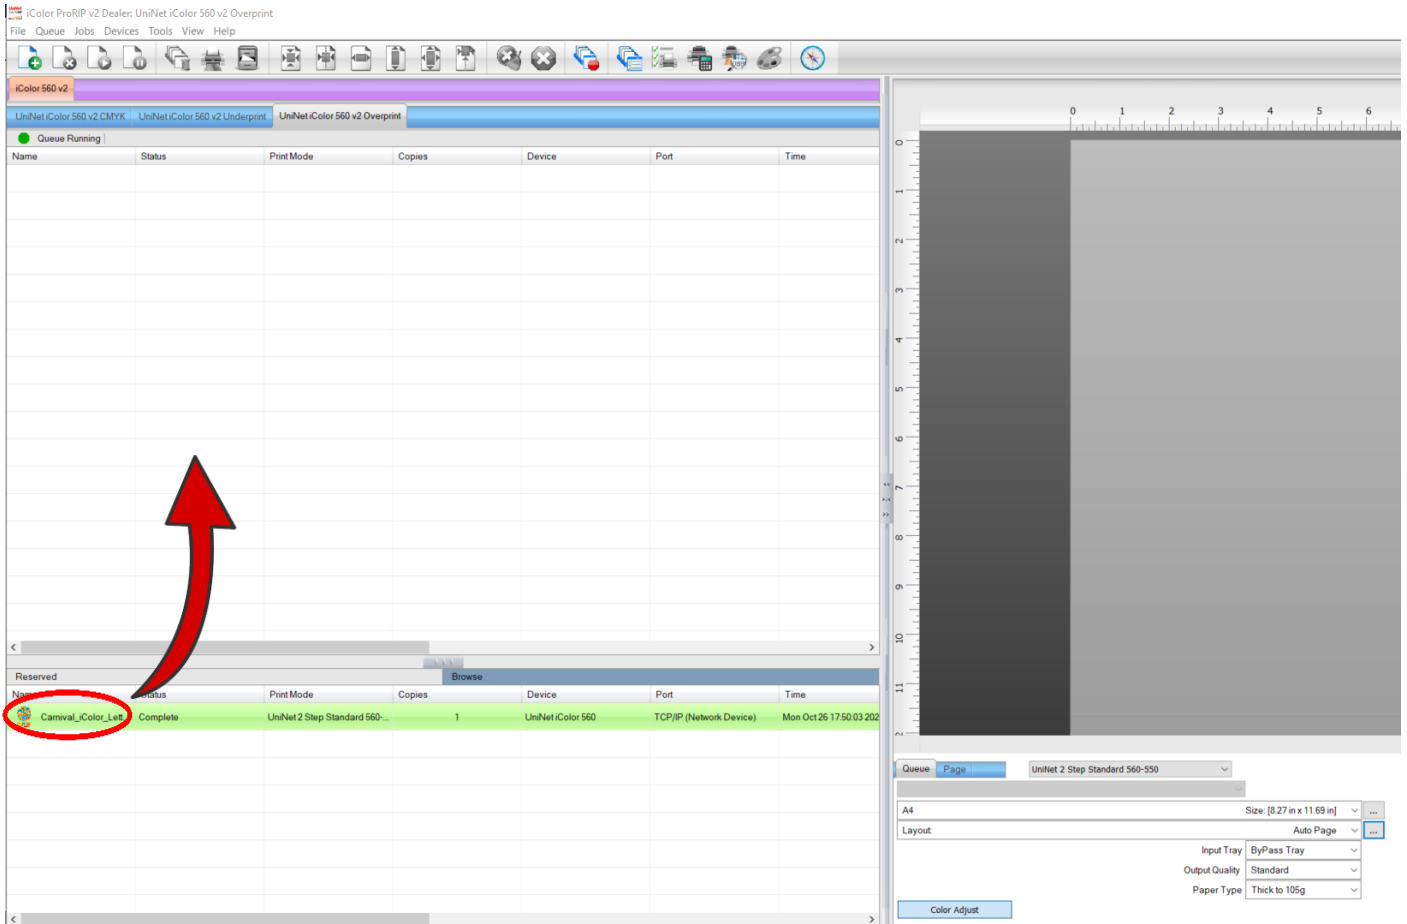 iColor ProRIP v2 Dealer: UniNet iColor 560 v2 Overprint
File Queue Jobs Devices Tools View Help
iColor 560 v2
UniNet iColor 560 v2 CMYK UniNet iColor 560 v2 Underprint UniNet iColor 560 v2 Overprint
Queue Running
Name Status Print Mode Copies Device Port Time
0 1 2 3 4 5 6
0
1
2
3
4
5
6
7
8
9
10
11
Reserved Browse
Name Status Print Mode Copies Device Port Time
Carnival_iColor_Lett... Complete UniNet 2 Step Standard 560-... 1 UniNet iColor 560 TCP/IP (Network Device) Mon Oct 26 17:50:03 202
Queue Page UniNet 2 Step Standard 560-550
A4 Size: [8.27 in x 11.69 in] ...
Layout Auto Page ...
Input Tray ByPass Tray
Output Quality Standard
Paper Type Thick to 105g
Color Adjust